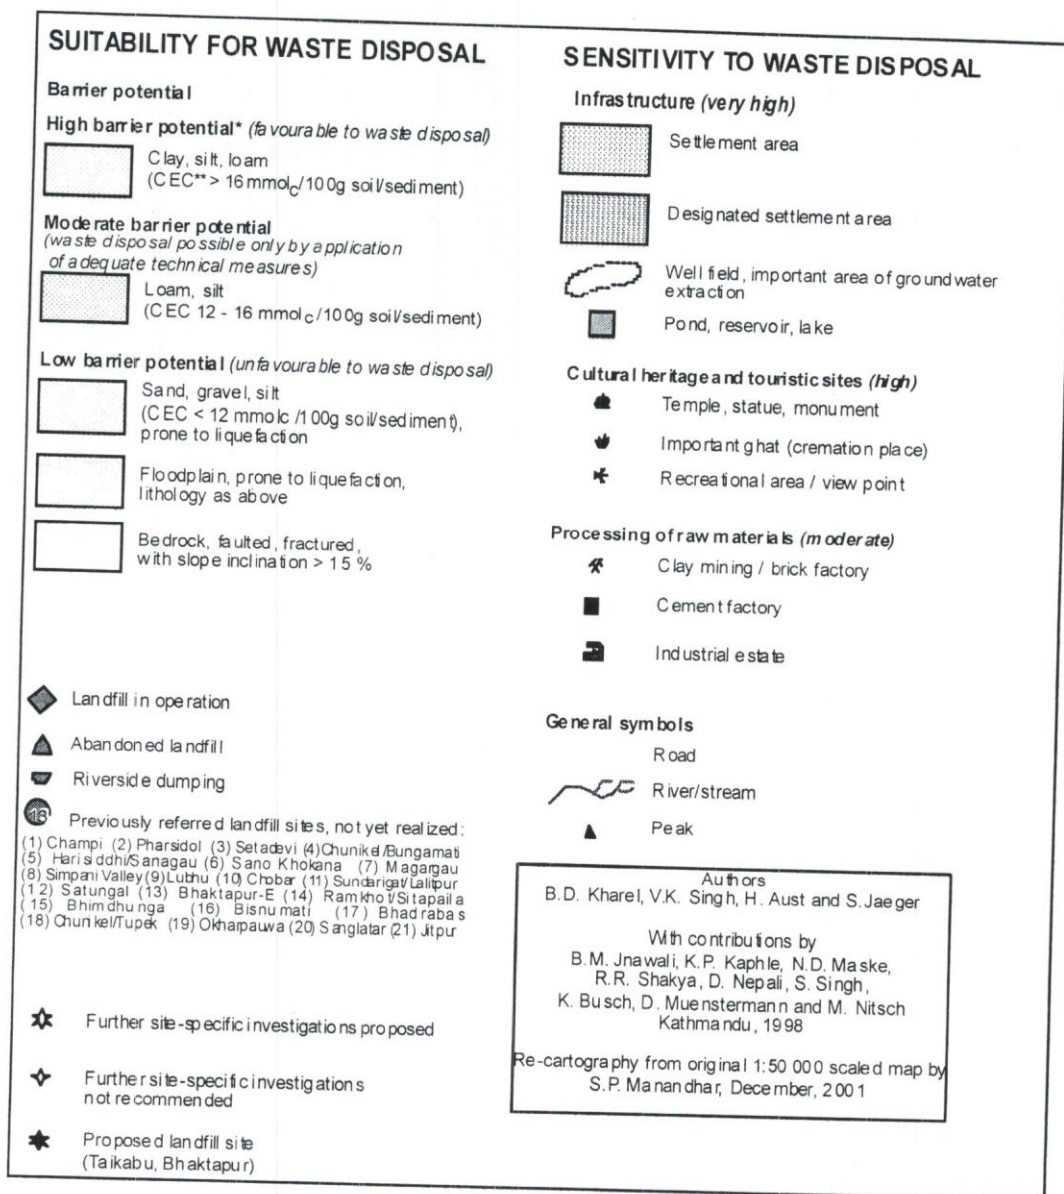 SUITABILITY FOR WASTE DISPOSAL
Barrier potential
High barrier potential* (favourable to waste disposal)
Clay, silt, loam
(CEC** > 16 mmolc/100g soil/sediment)
Moderate barrier potential
(waste disposal possible only by application
of adequate technical measures)
Loam, silt
(CEC 12 - 16 mmolc/100g soil/sediment)
Low barrier potential (unfavourable to waste disposal)
Sand, gravel, silt
(CEC < 12 mmolc /100g soil/sediment),
prone to liquefaction
Floodplain, prone to liquefaction,
lithology as above
Bedrock, faulted, fractured,
with slope inclination > 15 %
Landfill in operation
Abandoned landfill
Riverside dumping
18 Previously referred landfill sites, not yet realized:
(1) Champi (2) Pharsidol (3) Setadevi (4)Chunikel/Bungamati
(5) Harisiddhi/Sanagau (6) Sano Khokana (7) Magargau
(8) Simpani Valley (9)Lubhu (10) Chobar (11) Sundarigat/Lalitpur
(12) Satungal (13) Bhaktapur-E (14) Ramkhot/Sitapaila
(15) Bhimdhunga (16) Bisnumati (17) Bhadrabas
(18) Chunikel/Tupek (19) Okharpauwa (20) Sanglatar (21) Jitpur
Further site-specific investigations proposed
Further site-specific investigations
not recommended
Proposed landfill site
(Taikabu, Bhaktapur)
SENSITIVITY TO WASTE DISPOSAL
Infrastructure (very high)
Settlement area
Designated settlement area
Well field, important area of groundwater
extraction
Pond, reservoir, lake
Cultural heritage and touristic sites (high)
Temple, statue, monument
Important ghat (cremation place)
Recreational area / view point
Processing of raw materials (moderate)
Clay mining / brick factory
Cement factory
Industrial estate
General symbols
Road
River/stream
Peak
Authors
B.D. Kharel, V.K. Singh, H. Aust and S.Jaeger
With contributions by
B.M. Jnawali, K.P. Kaphle, N.D. Maske,
R.R. Shakya, D. Nepali, S. Singh,
K. Busch, D. Muenstermann and M. Nitsch
Kathmandu, 1998
Re-cartography from original 1:50 000 scaled map by
S.P. Manandhar, December, 2001